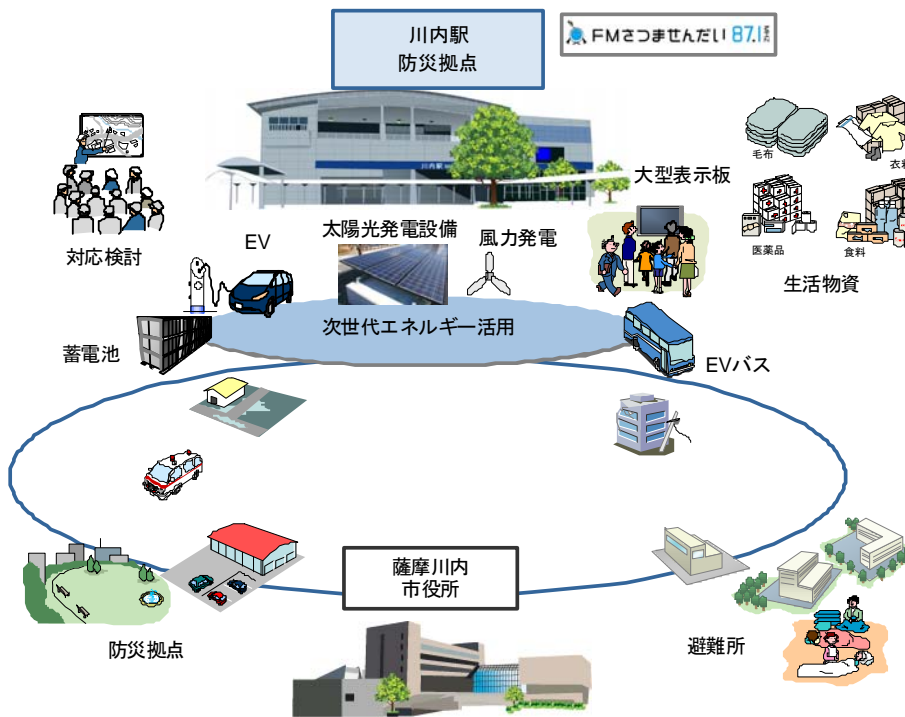 川内駅
防災拠点
FMさつませんだい 87.1
川内駅
大型表示板
毛布
衣料
医薬品
食料
生活物資
対応検討
EV
太陽光発電設備
風力発電
次世代エネルギー活用
蓄電池
EVバス
薩摩川内
市役所
防災拠点
避難所